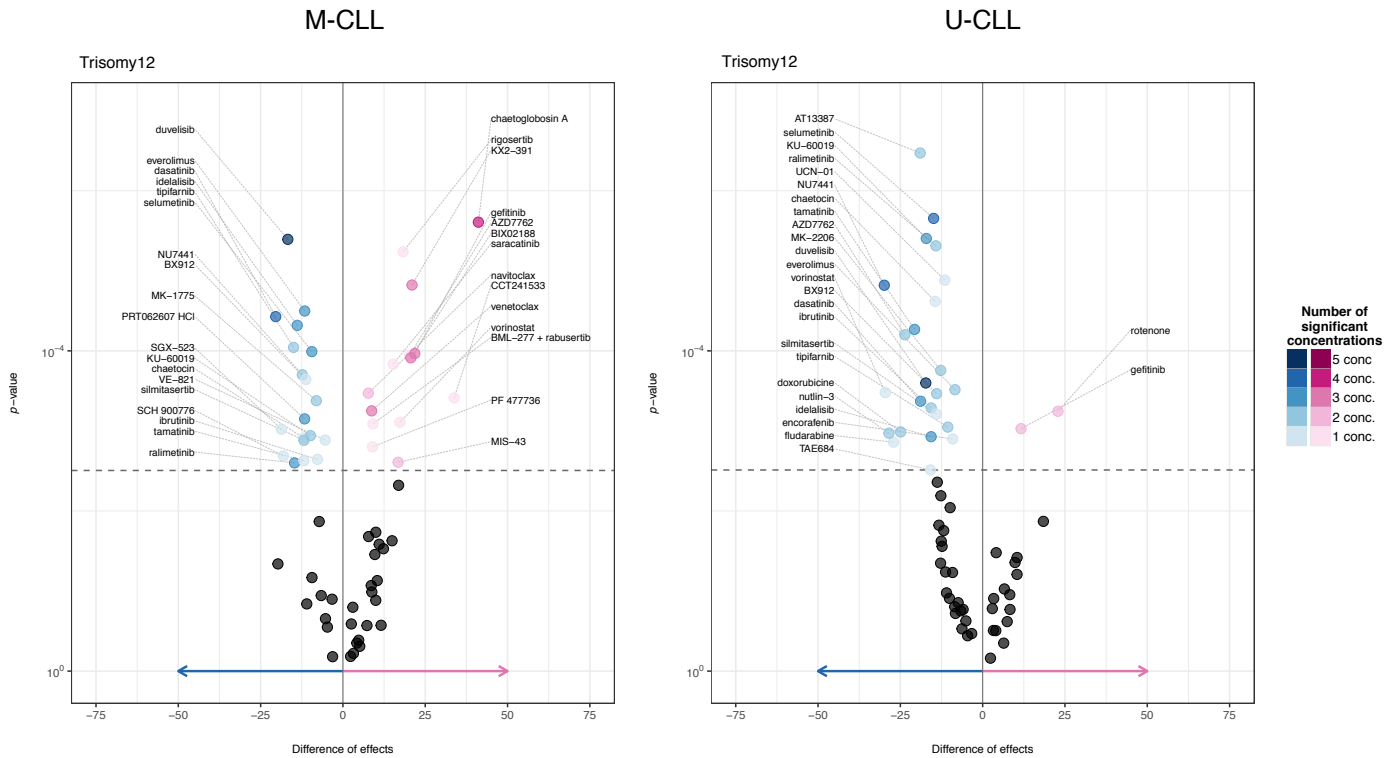 M-CLL
U-CLL
Trisomy12
duvelisib
everolimus
dasatinib
idelalisib
tipifarnib
selumetinib
NU7441
BX912
MK−1775
PRT062607 HCl
SGX−523
KU−60019
chaetocin
VE−821
silmitasertib
SCH 900776
ibrutinib
tamatinib
ralimetinib
chaetoglobosin A
rigosertib
KX2−391
gefitinib
AZD7762
BIX02188
saracatinib
navitoclax
CCT241533
venetoclax
vorinostat
BML−277 + rabusertib
PF 477736
MIS−43
10−4
100
p−value
−75
−50
−25
0
25
50
75
Difference of effects
Trisomy12
AT13387
selumetinib
KU−60019
ralimetinib
UCN−01
NU7441
chaetocin
tamatinib
AZD7762
MK−2206
duvelisib
everolimus
vorinostat
BX912
dasatinib
ibrutinib
silmitasertib
tipifarnib
doxorubicine
nutlin−3
idelalisib
encorafenib
fludarabine
TAE684
rotenone
gefitinib
10−4
100
p−value
−75
−50
−25
0
25
50
75
Difference of effects
Number of
significant
concentrations
5 conc
4 conc.
3 conc.
2 conc.
1 conc.